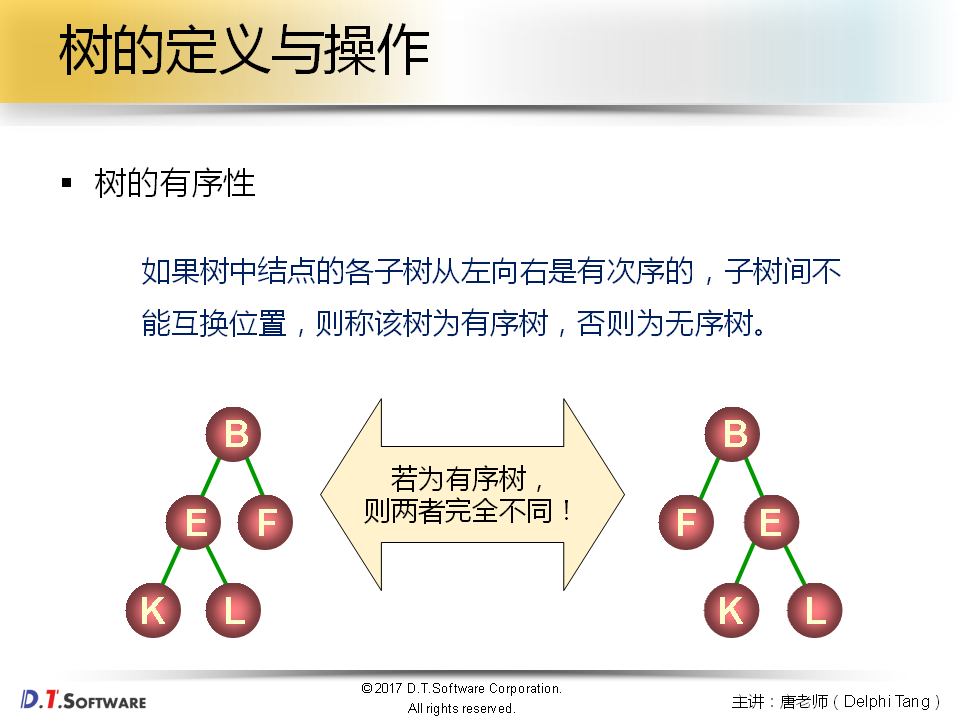 树的定义与操作
▪ 树的有序性
如果树中结点的各子树从左向右是有次序的，子树间不
能互换位置，则称该树为有序树，否则为无序树。
B
E F
K L
若为有序树，
则两者完全不同！
B
F E
K L
D.T.SOFTWARE
©2017 D.T.Software Corporation.
All rights reserved.
主讲：唐老师（Delphi Tang）